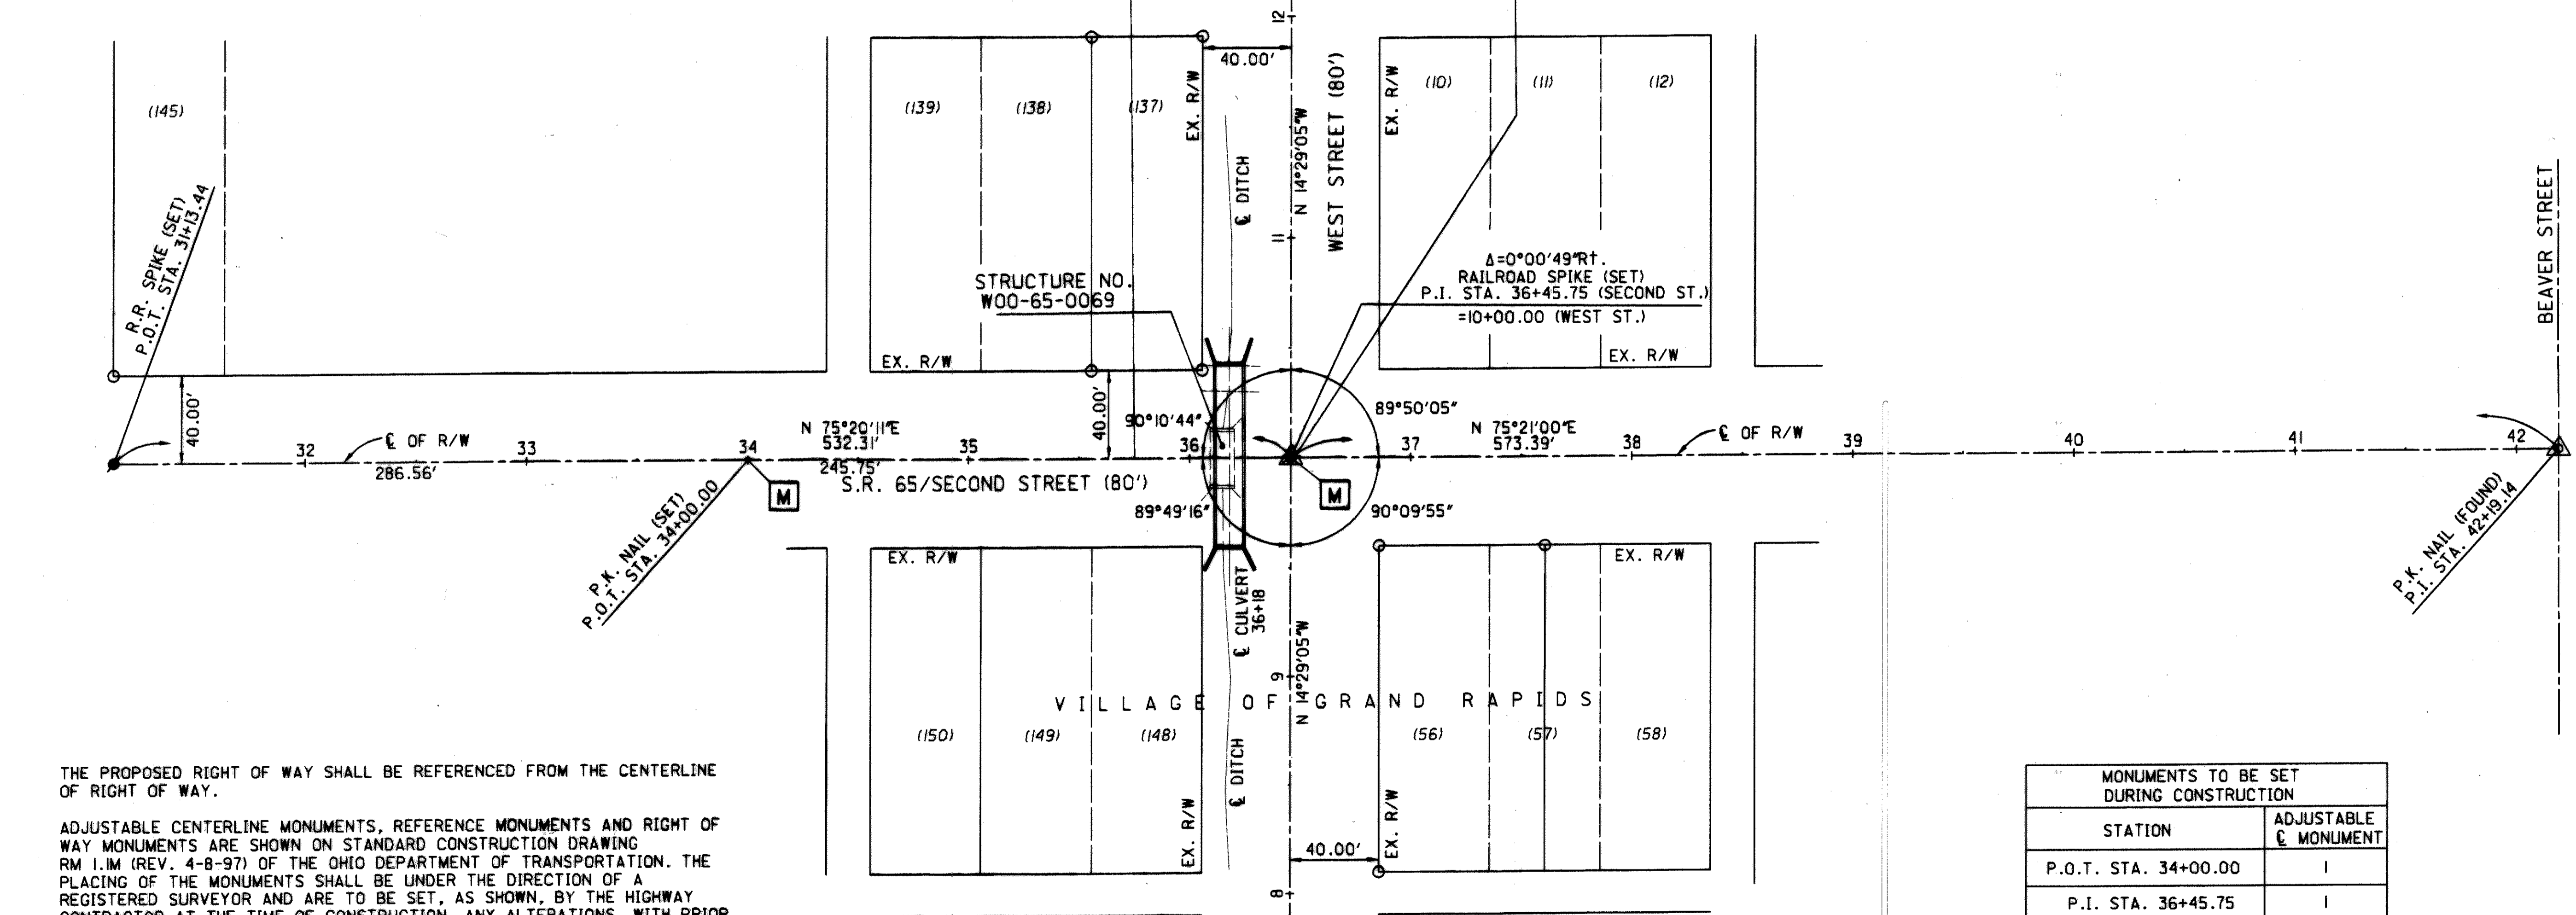 12
40.00'
(145)
(139)
(138)
(137)
EX. R/W
N 14°29'05"W
WEST STREET (80')
EX. R/W
(10)
(11)
(12)
℄ DITCH
11
BEAVER STREET
R.R. SPIKE (SET)
P.O.T. STA. 31+13.44
STRUCTURE NO.
WOO-65-0069
Δ=0°00'49"Rt.
RAILROAD SPIKE (SET)
P.I. STA. 36+45.75 (SECOND ST.)
=10+00.00 (WEST ST.)
EX. R/W
EX. R/W
40.00'
40.00'
90°10'44"
89°50'05"
32
℄ OF R/W
33
34
N 75°20'11"E
532.31'
35
36
37
N 75°21'00"E
573.39'
38
℄ OF R/W
39
40
41
42
286.56'
245.75'
S.R. 65/SECOND STREET (80')
M
M
89°49'16"
90°09'55"
P.K. NAIL (SET)
P.O.T. STA. 34+00.00
P.K. NAIL (FOUND)
P.I. STA. 42+19.14
EX. R/W
EX. R/W
℄ CULVERT
36+18
9
N 14°29'05"W
VILLAGE OF GRAND RAPIDS
(150)
(149)
(148)
(56)
(57)
(58)
℄ DITCH
EX. R/W
EX. R/W
40.00'
8
THE PROPOSED RIGHT OF WAY SHALL BE REFERENCED FROM THE CENTERLINE
OF RIGHT OF WAY.
ADJUSTABLE CENTERLINE MONUMENTS, REFERENCE MONUMENTS AND RIGHT OF
WAY MONUMENTS ARE SHOWN ON STANDARD CONSTRUCTION DRAWING
RM 1.1M (REV. 4-8-97) OF THE OHIO DEPARTMENT OF TRANSPORTATION. THE
PLACING OF THE MONUMENTS SHALL BE UNDER THE DIRECTION OF A
REGISTERED SURVEYOR AND ARE TO BE SET, AS SHOWN, BY THE HIGHWAY
CONTRACTOR AT THE TIME OF CONSTRUCTION. ANY ALTERATIONS, WITH PRIOR
MONUMENTS TO BE SET
DURING CONSTRUCTION
STATION
ADJUSTABLE
℄ MONUMENT
P.O.T. STA. 34+00.00
1
P.I. STA. 36+45.75
1